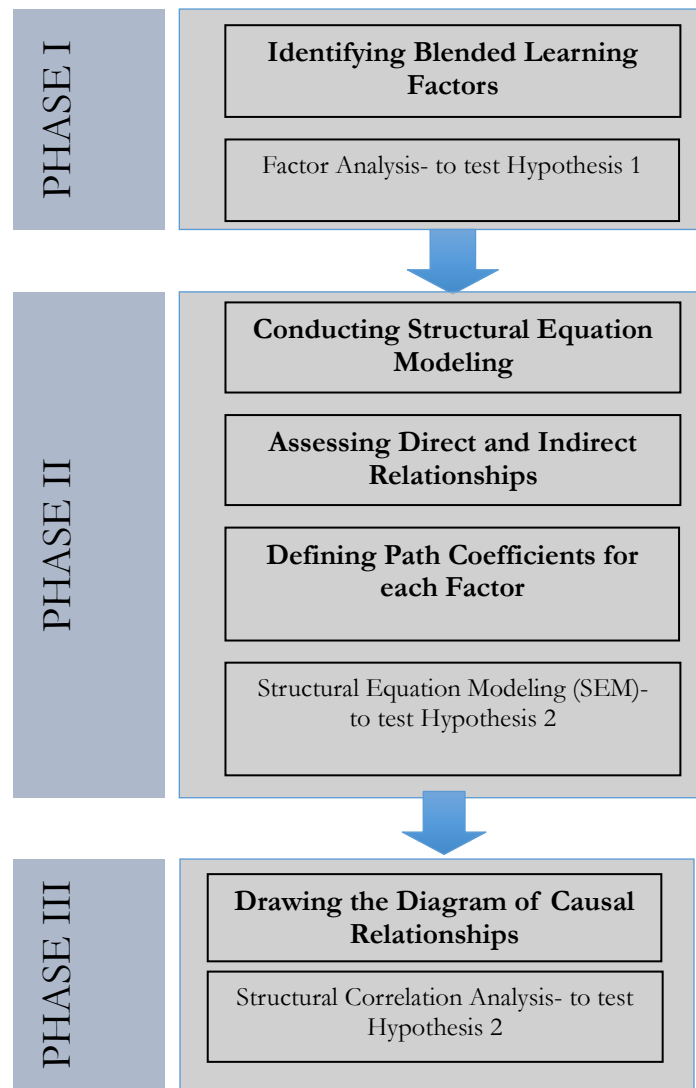 PHASE I
Identifying Blended Learning
Factors
Factor Analysis- to test Hypothesis 1
PHASE II
Conducting Structural Equation
Modeling
Assessing Direct and Indirect
Relationships
Defining Path Coefficients for
each Factor
Structural Equation Modeling (SEM)-
to test Hypothesis 2
PHASE III
Drawing the Diagram of Causal
Relationships
Structural Correlation Analysis- to test
Hypothesis 2